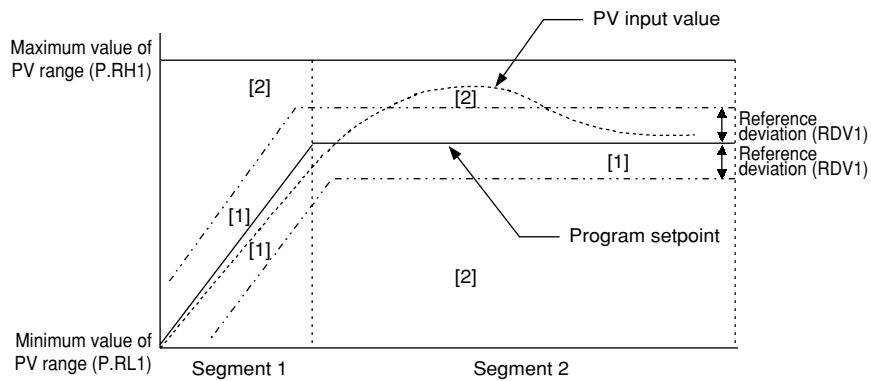 PV input value
Maximum value of
PV range (P.RH1)
[2]
[2]
Reference
deviation (RDV1)
Reference
deviation (RDV1)
[1]
[1]
[1]
Program setpoint
[2]
Minimum value of
PV range (P.RL1)
Segment 1
Segment 2